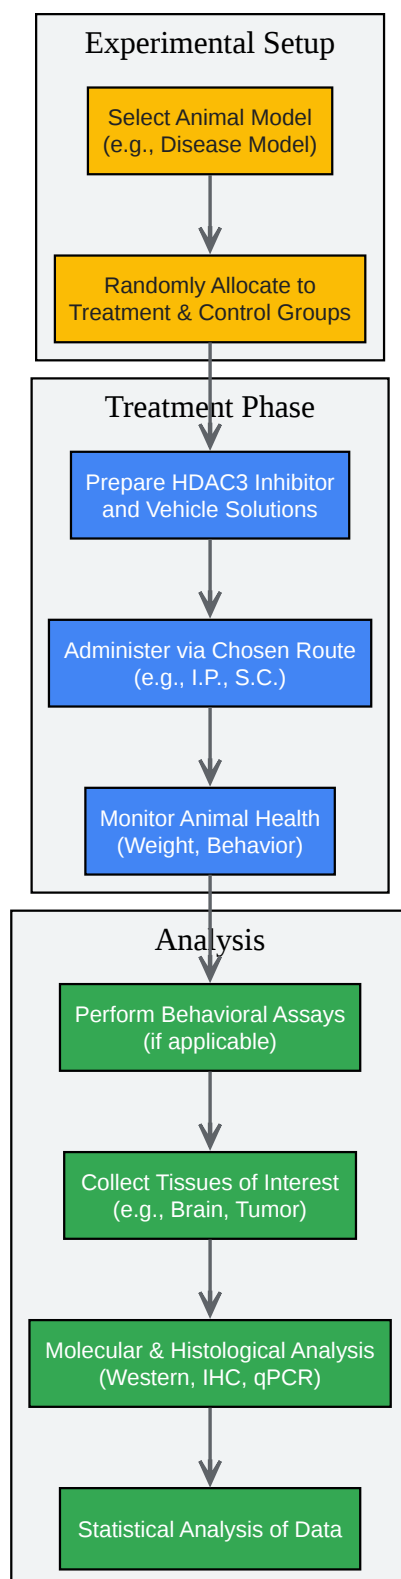 Experimental Setup
Select Animal Model
(e.g., Disease Model)
Randomly Allocate to
Treatment & Control Groups
Treatment Phase
Prepare HDAC3 Inhibitor
and Vehicle Solutions
Administer via Chosen Route
(e.g., I.P., S.C.)
Monitor Animal Health
(Weight, Behavior)
Analysis
Perform Behavioral Assays
(if applicable)
Collect Tissues of Interest
(e.g., Brain, Tumor)
Molecular & Histological Analysis
(Western, IHC, qPCR)
Statistical Analysis of Data